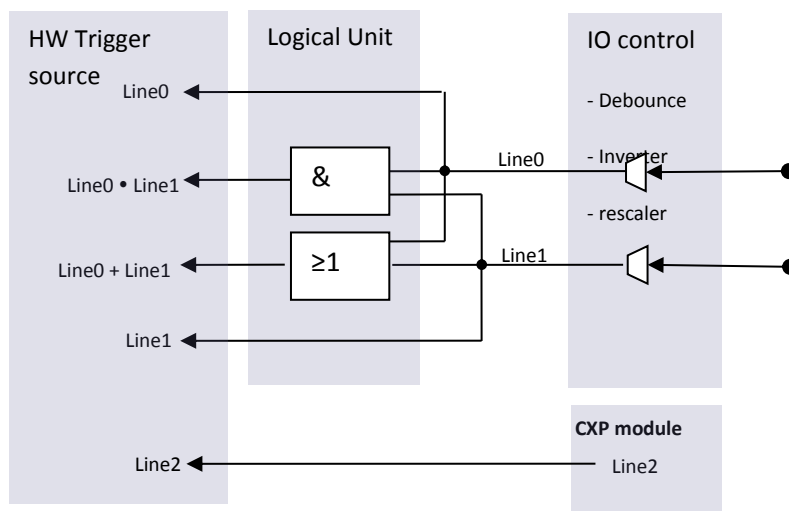 HW Trigger
source
Line0
Line0 • Line1
Line0 + Line1
Line1
Line2
Logical Unit
&
≥1
Line0
Line1
IO control
- Debounce
- Inverter
- rescaler
CXP module
Line2